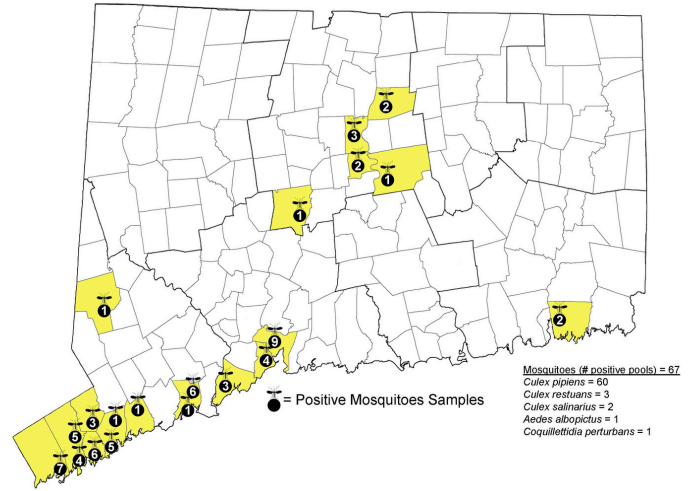 2
3
2
1
1
1
2
9
4
3
6
1
1
1
3
5
5
6
4
7
= Positive Mosquitoes Samples
Mosquitoes (# positive pools) = 67
Culex pipiens = 60
Culex restuans = 3
Culex salinarius = 2
Aedes albopictus = 1
Coquillettidia perturbans = 1